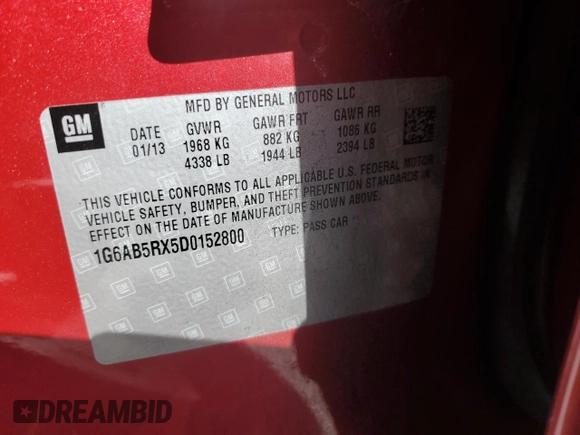 MFD BY GENERAL MOTORS LLC
GM
DATE GVWR GAWR FRT GAWR RR
01/13 1968 KG 882 KG 1086 KG
4338 LB 1944 LB 2394 LB
THIS VEHICLE CONFORMS TO ALL APPLICABLE U.S. FEDERAL MOTOR
VEHICLE SAFETY, BUMPER, AND THEFT PREVENTION STANDARDS IN
EFFECT ON THE DATE OF MANUFACTURE SHOWN ABOVE.
1G6AB5RX5D0152800 TYPE: PASS CAR
DREAMBID